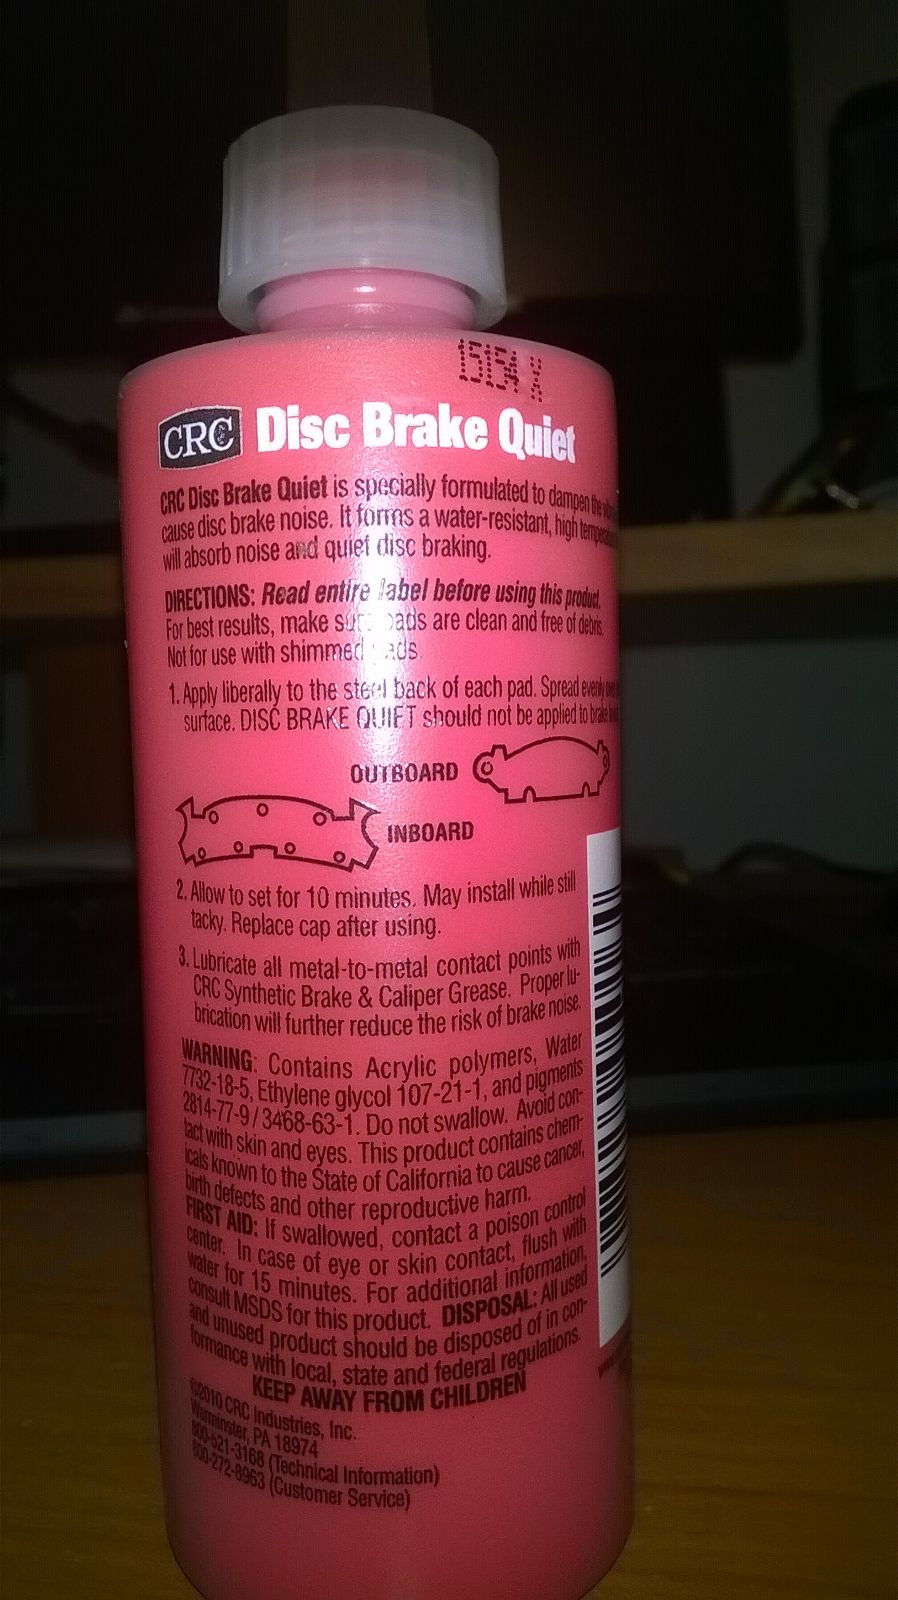 15154 X
CRC Disc Brake Quiet
CRC Disc Brake Quiet is specially formulated to dampen the
cause disc brake noise. It forms a water-resistant, high
will absorb noise and quiet disc braking.
DIRECTIONS: Read entire label before using this product.
For best results, make sure pads are clean and free of debris.
Not for use with shimmed pads.
1. Apply liberally to the steel back of each pad. Spread evenly
surface. DISC BRAKE QUIET should not be applied to brake
OUTBOARD
INBOARD
2. Allow to set for 10 minutes. May install while still
tacky. Replace cap after using.
3. Lubricate all metal-to-metal contact points with
CRC Synthetic Brake & Caliper Grease. Proper lu-
brication will further reduce the risk of brake noise.
WARNING: Contains Acrylic polymers, Water
7732-18-5, Ethylene glycol 107-21-1, and pigments
2814-77-9 / 3468-63-1. Do not swallow. Avoid con-
tact with skin and eyes. This product contains chem-
icals known to the State of California to cause cancer,
birth defects and other reproductive harm.
FIRST AID: If swallowed, contact a poison control
center. In case of eye or skin contact, flush with
water for 15 minutes. For additional information,
consult MSDS for this product. DISPOSAL: All used
and unused product should be disposed of in con-
formance with local, state and federal regulations.
KEEP AWAY FROM CHILDREN
©2010 CRC Industries, Inc.
Warminster, PA 18974
800-521-3168 (Technical Information)
800-272-8963 (Customer Service)